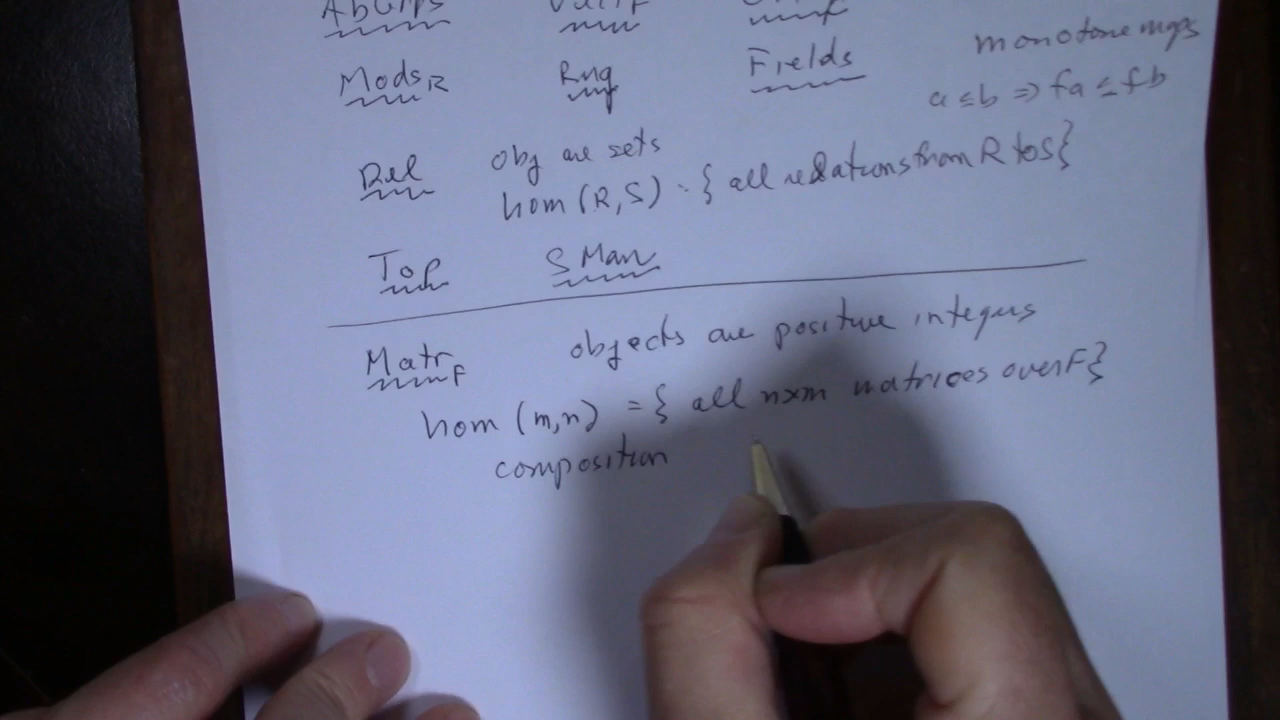 AbGrps
monotone maps
Mods_R Rng Fields
a ≤ b ⇒ fa ≤ fb
Rel obj are sets
hom (R, S) = { all relations from R to S }
Top SMan
Matr_F objects are positive integers
hom (m, n) = { all n×m matrices over F }
composition